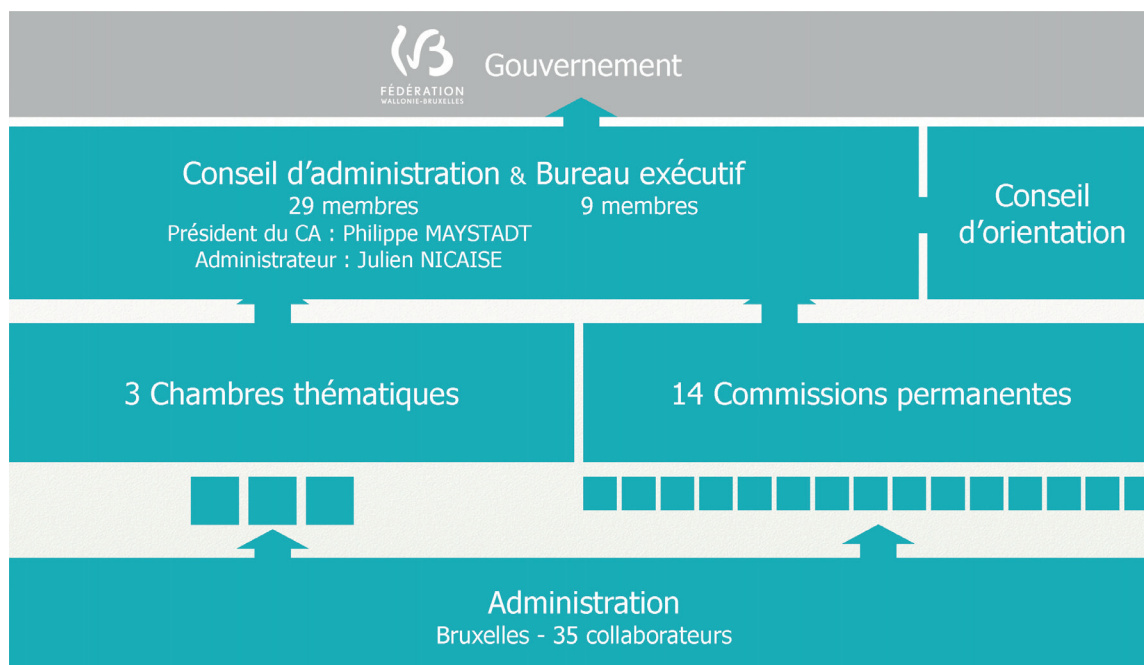 FÉDÉRATION
WALLONIE-BRUXELLES
Gouvernement
Conseil d'administration & Bureau exécutif
29 membres
9 membres
Président du CA : Philippe MAYSTADT
Administrateur : Julien NICAISE
Conseil
d'orientation
3 Chambres thématiques
14 Commissions permanentes
Administration
Bruxelles - 35 collaborateurs